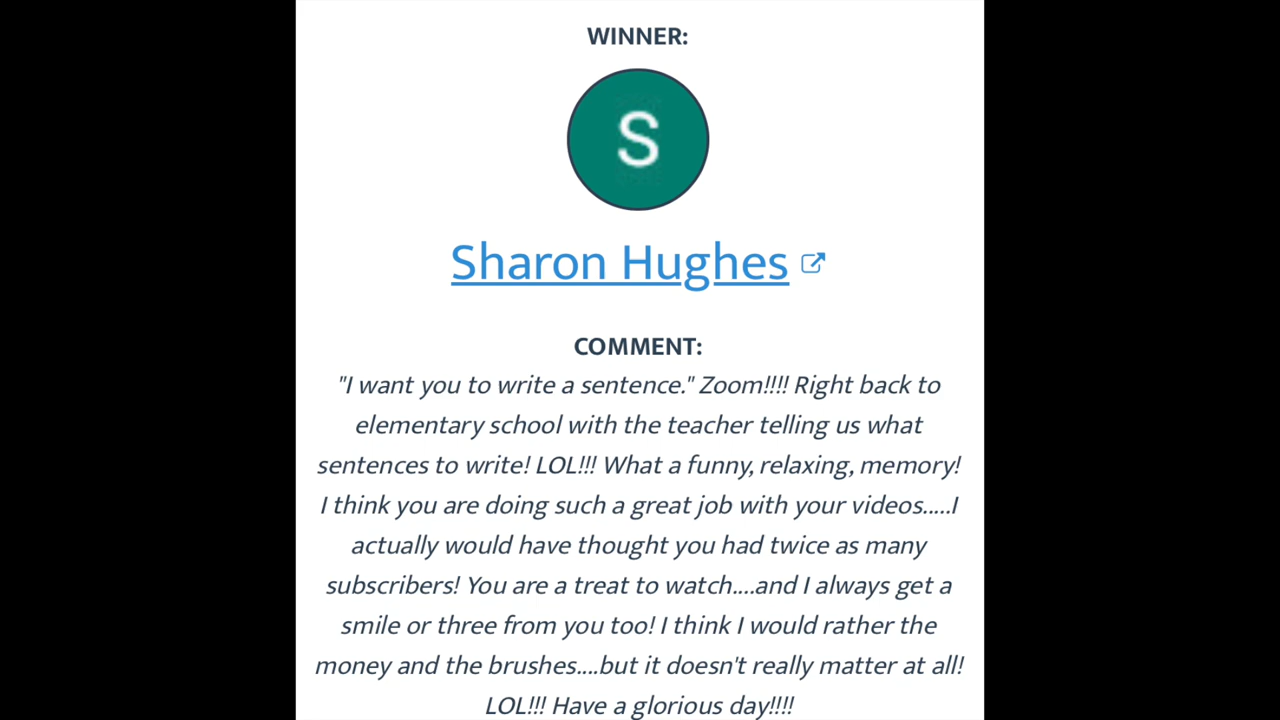 WINNER:
S
Sharon Hughes
COMMENT:
"I want you to write a sentence." Zoom!!!! Right back to
elementary school with the teacher telling us what
sentences to write! LOL!!! What a funny, relaxing, memory!
I think you are doing such a great job with your videos.....I
actually would have thought you had twice as many
subscribers! You are a treat to watch....and I always get a
smile or three from you too! I think I would rather the
money and the brushes....but it doesn't really matter at all!
LOL!!! Have a glorious day!!!!